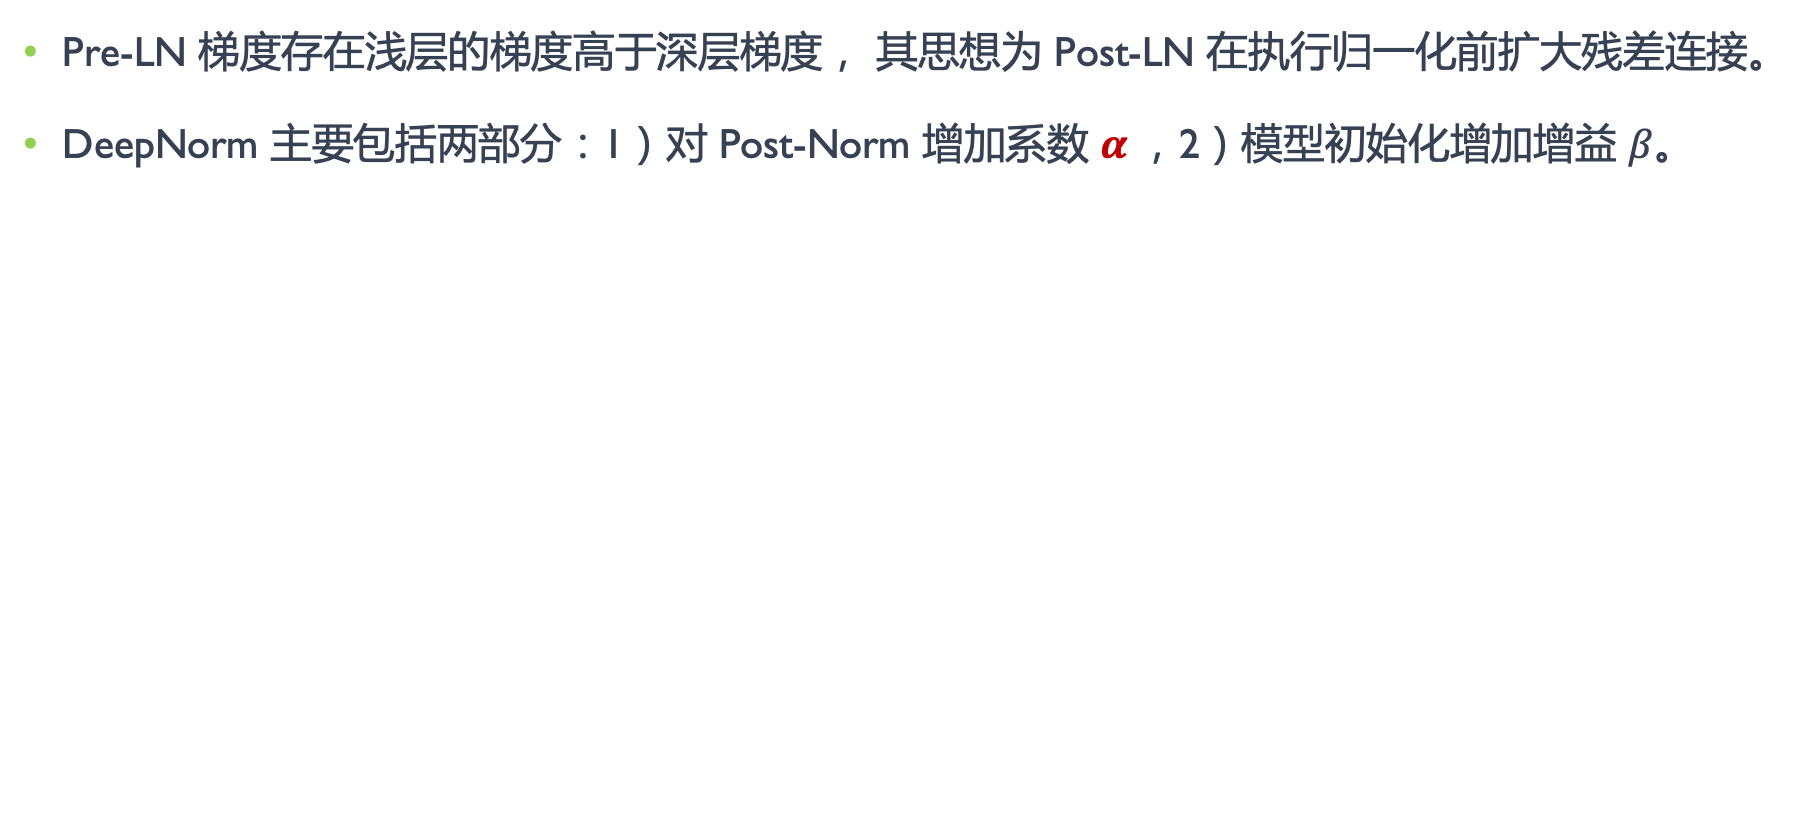 • Pre-LN 梯度存在浅层的梯度高于深层梯度， 其思想为 Post-LN 在执行归一化前扩大残差连接。
• DeepNorm 主要包括两部分：1）对 Post-Norm 增加系数 α ，2）模型初始化增加增益 β。